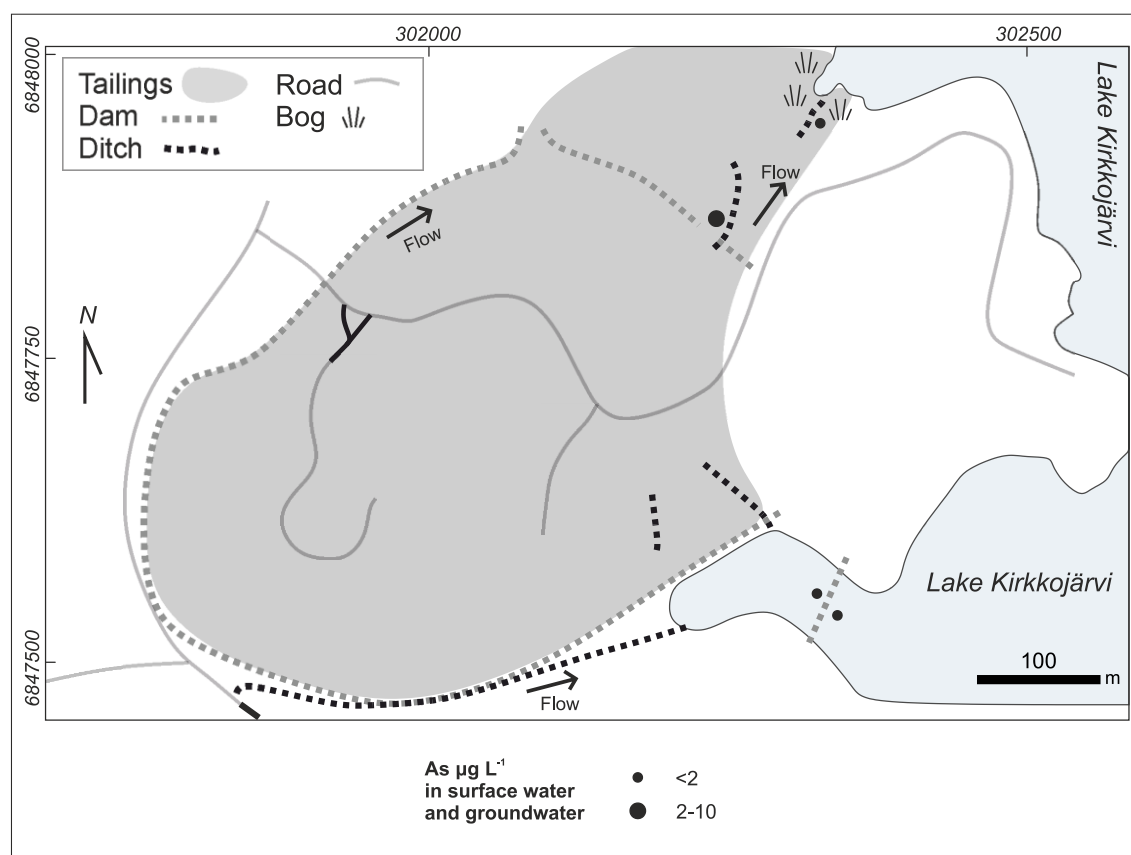 302000
302500
6848000
6847750
6847500
Tailings
Road
Dam
Bog
Ditch
N
Flow
Flow
Flow
Lake Kirkkojärvi
Lake Kirkkojärvi
100
m
As µg L⁻¹
in surface water
and groundwater
<2
2-10